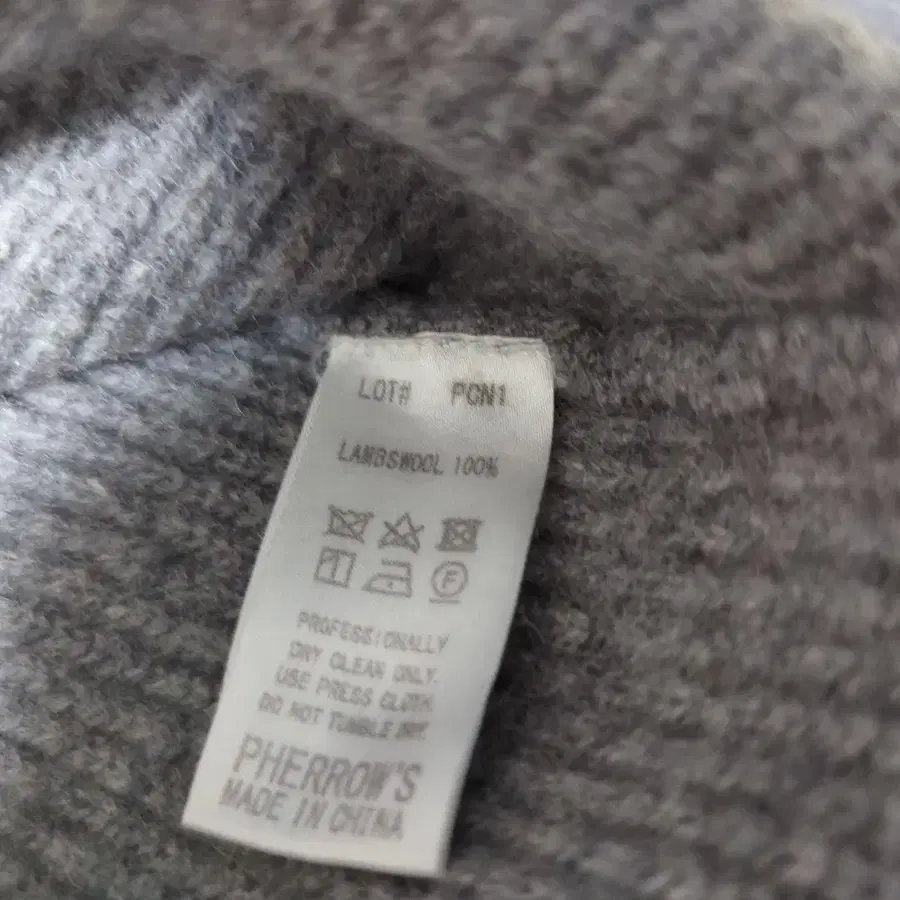 LOT# PCN1
LAMBSWOOL 100%
F
PROFESSIONALLY
DRY CLEAN ONLY.
USE PRESS CLOTH.
DO NOT TUMBLE DRY.
PHERROW'S
MADE IN CHINA